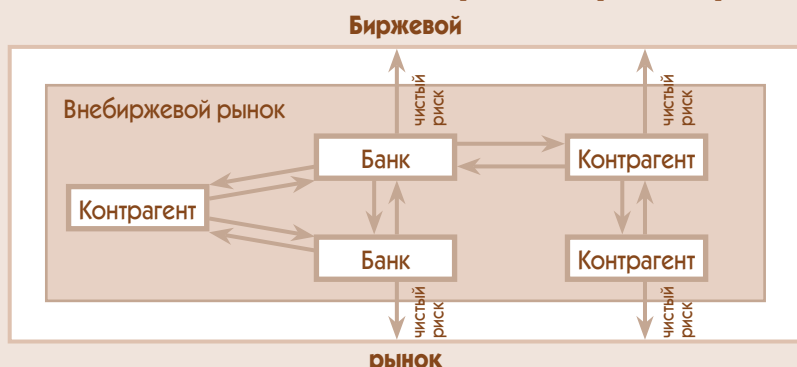 Биржевой
чистый
риск
чистый
риск
Внебиржевой рынок
Банк
Контрагент
Контрагент
Банк
Контрагент
чистый
риск
чистый
риск
рынок